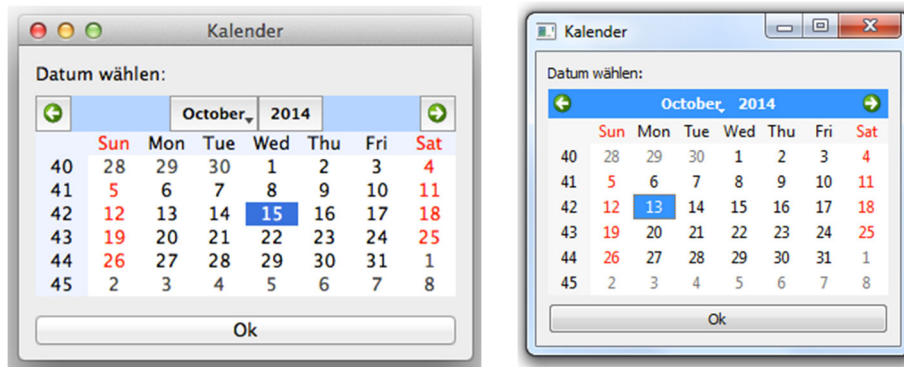 Kalender
Datum wählen:
October 2014
Sun Mon Tue Wed Thu Fri Sat
40 28 29 30 1 2 3 4
41 5 6 7 8 9 10 11
42 12 13 14 15 16 17 18
43 19 20 21 22 23 24 25
44 26 27 28 29 30 31 1
45 2 3 4 5 6 7 8
Ok
Kalender
Datum wählen:
October 2014
Sun Mon Tue Wed Thu Fri Sat
40 28 29 30 1 2 3 4
41 5 6 7 8 9 10 11
42 12 13 14 15 16 17 18
43 19 20 21 22 23 24 25
44 26 27 28 29 30 31 1
45 2 3 4 5 6 7 8
Ok